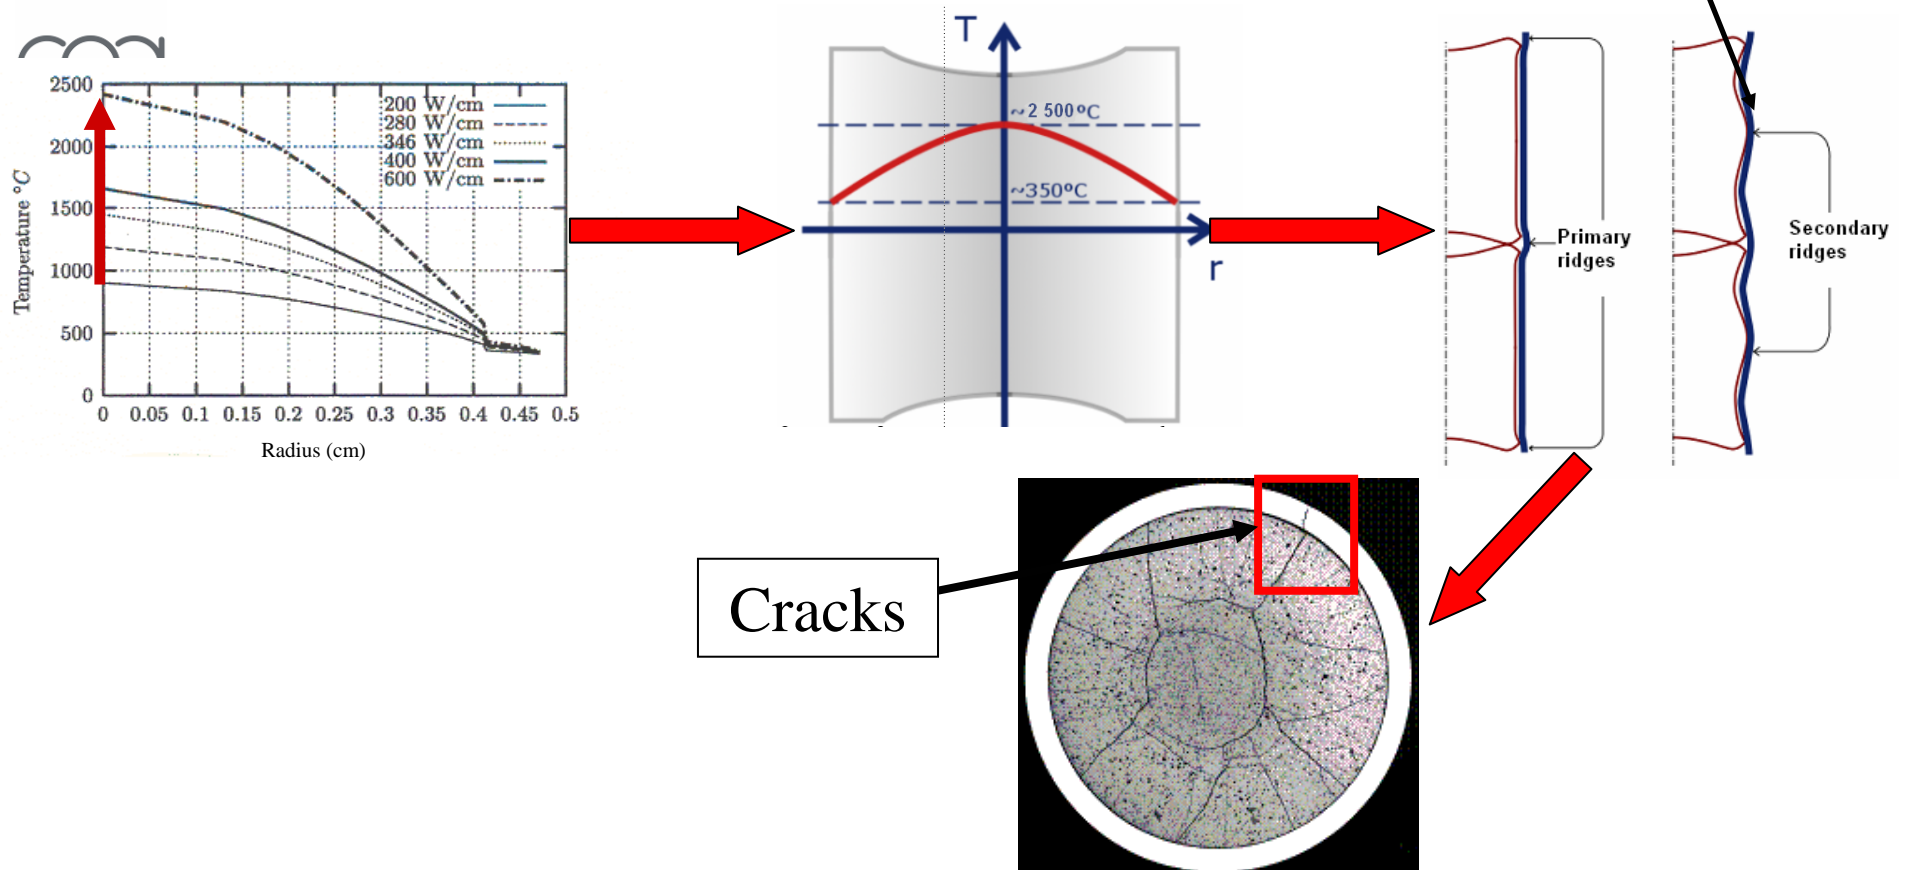 2500
2000
1500
1000
500
0
Temperature °C
200 W/cm
280 W/cm
346 W/cm
400 W/cm
600 W/cm
0 0.05 0.1 0.15 0.2 0.25 0.3 0.35 0.4 0.45 0.5
Radius (cm)
T
~2 500ºC
~350ºC
r
Primary
ridges
Secondary
ridges
Cracks